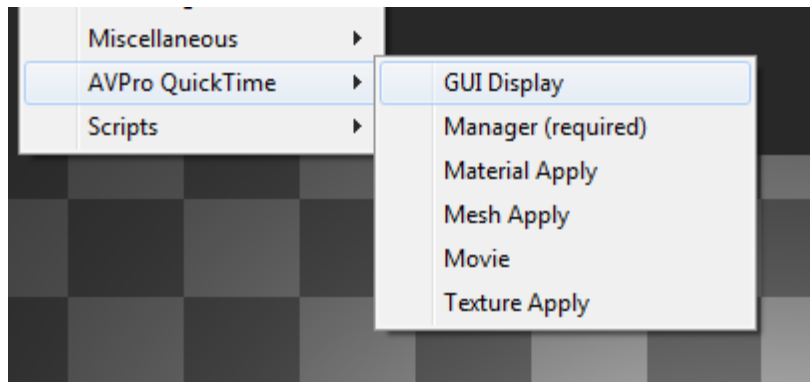 Miscellaneous
AVPro QuickTime
Scripts
GUI Display
Manager (required)
Material Apply
Mesh Apply
Movie
Texture Apply